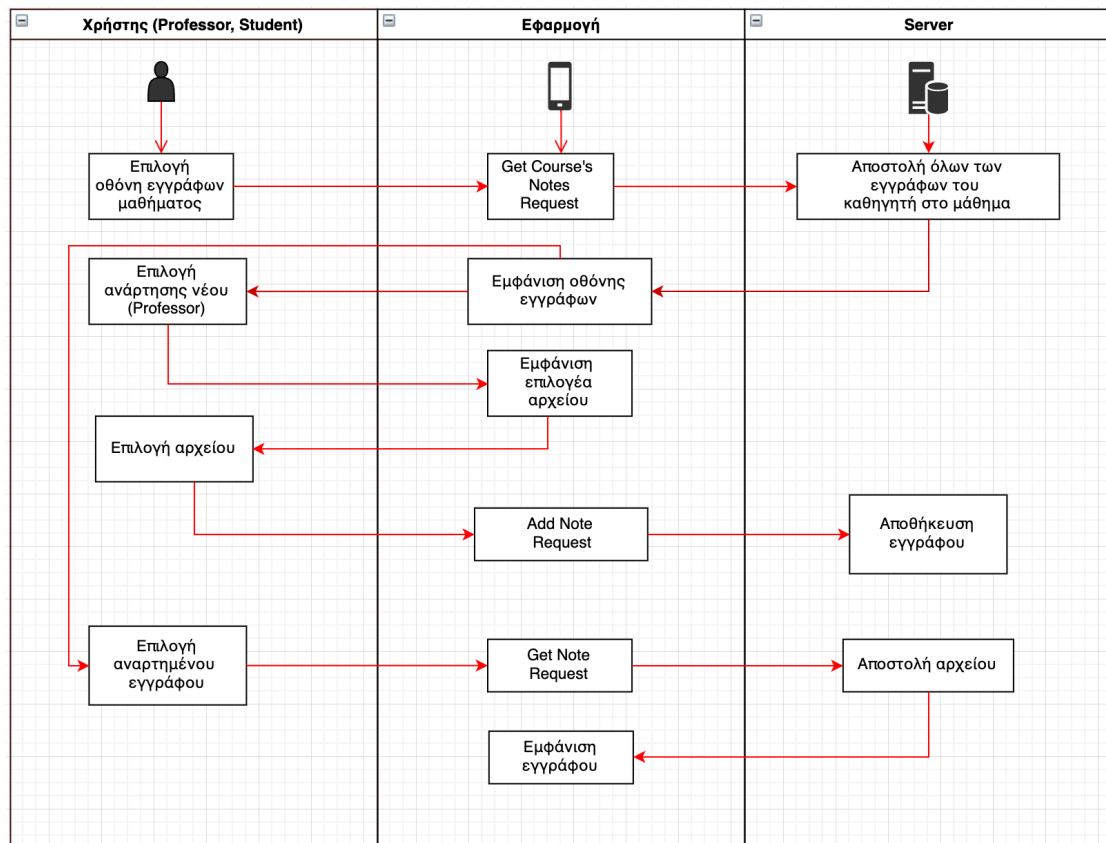 Χρήστης (Professor, Student)
Εφαρμογή
Server
Επιλογή
οθόνη εγγράφων
μαθήματος
Get Course's
Notes
Request
Αποστολή όλων των
εγγράφων του
καθηγητή στο μάθημα
Επιλογή
ανάρτησης νέου
(Professor)
Εμφάνιση οθόνης
εγγράφων
Εμφάνιση
επιλογέα
αρχείου
Επιλογή αρχείου
Add Note
Request
Αποθήκευση
εγγράφου
Επιλογή
αναρτημένου
εγγράφου
Get Note
Request
Αποστολή αρχείου
Εμφάνιση
εγγράφου